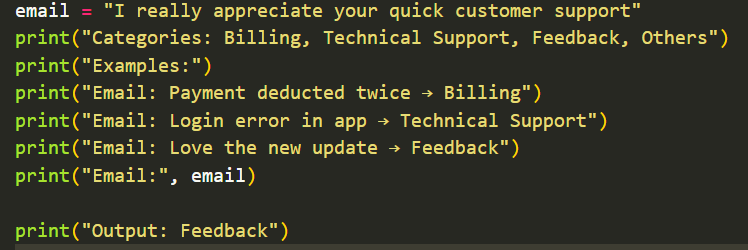 email = "I really appreciate your quick customer support"
print("Categories: Billing, Technical Support, Feedback, Others")
print("Examples:")
print("Email: Payment deducted twice → Billing")
print("Email: Login error in app → Technical Support")
print("Email: Love the new update → Feedback")
print("Email:", email)

print("Output: Feedback")